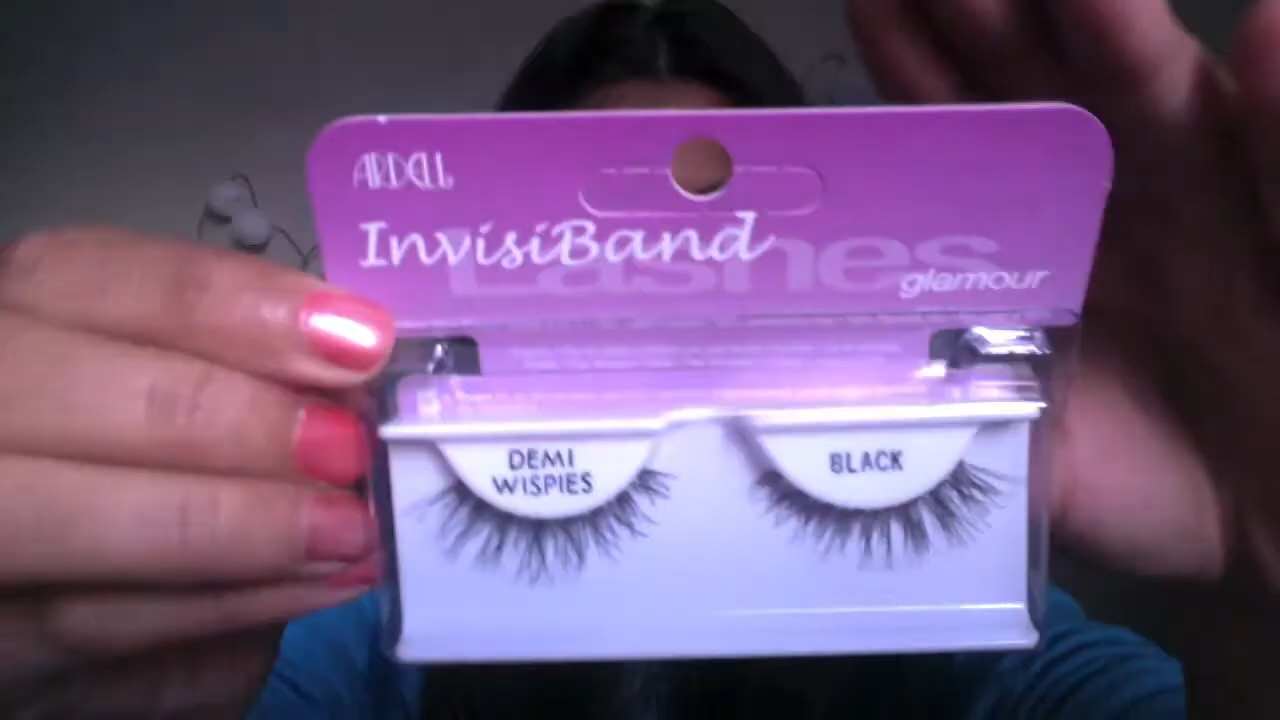 ARDELL
InvisiBand
Lashes
glamour
DEMI
WISPIES
BLACK